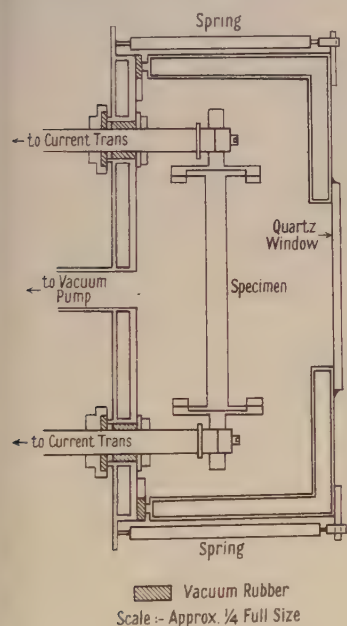 Spring
to Current Trans
Quartz
Window
to Vacuum
Pump
Specimen
to Current Trans
Spring
Vacuum Rubber
Scale :- Approx. ¼ Full Size